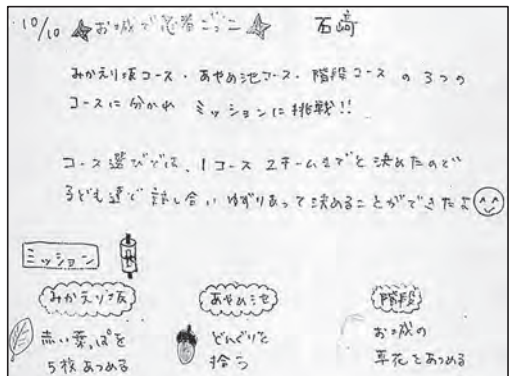 10/10 お城で忍者ごっこ 石崎
みかえり坂コース・あやめ池コース・階段コース の 3つの
コースに分かれ ミッションに挑戦!!
コース選びでは、1コース 2チームまでと決めたので
子ども達で 話し合い ゆずりあって決めることができたよ
ミッション
みかえり坂 あやめ池 階段
赤い葉っぱを どんぐりを お城の
5枚あつめる 拾う 草花をあつめる